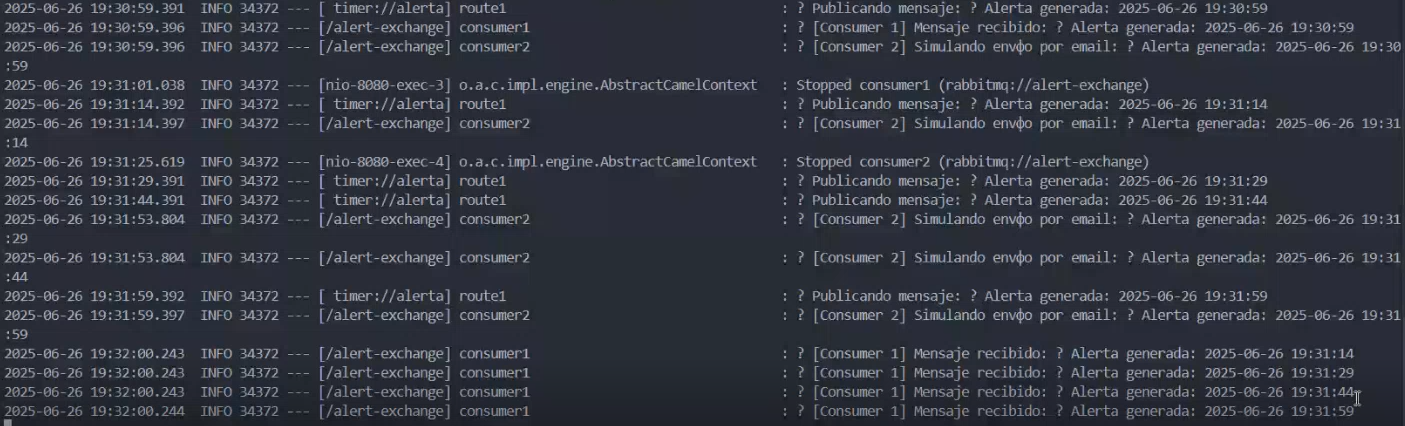 2025-06-26 19:30:59.391  INFO 34372 --- [ timer://alerta] route1                                   : ? Publicando mensaje: ? Alerta generada: 2025-06-26 19:30:59
2025-06-26 19:30:59.396  INFO 34372 --- [/alert-exchange] consumer1                                : ? [Consumer 1] Mensaje recibido: ? Alerta generada: 2025-06-26 19:30:59
2025-06-26 19:30:59.396  INFO 34372 --- [/alert-exchange] consumer2                                : ? [Consumer 2] Simulando envφo por email: ? Alerta generada: 2025-06-26 19:30
:59
2025-06-26 19:31:01.038  INFO 34372 --- [nio-8080-exec-3] o.a.c.impl.engine.AbstractCamelContext   : Stopped consumer1 (rabbitmq://alert-exchange)
2025-06-26 19:31:14.392  INFO 34372 --- [ timer://alerta] route1                                   : ? Publicando mensaje: ? Alerta generada: 2025-06-26 19:31:14
2025-06-26 19:31:14.397  INFO 34372 --- [/alert-exchange] consumer2                                : ? [Consumer 2] Simulando envφo por email: ? Alerta generada: 2025-06-26 19:31
:14
2025-06-26 19:31:25.619  INFO 34372 --- [nio-8080-exec-4] o.a.c.impl.engine.AbstractCamelContext   : Stopped consumer2 (rabbitmq://alert-exchange)
2025-06-26 19:31:29.391  INFO 34372 --- [ timer://alerta] route1                                   : ? Publicando mensaje: ? Alerta generada: 2025-06-26 19:31:29
2025-06-26 19:31:44.391  INFO 34372 --- [ timer://alerta] route1                                   : ? Publicando mensaje: ? Alerta generada: 2025-06-26 19:31:44
2025-06-26 19:31:53.804  INFO 34372 --- [/alert-exchange] consumer2                                : ? [Consumer 2] Simulando envφo por email: ? Alerta generada: 2025-06-26 19:31
:29
2025-06-26 19:31:53.804  INFO 34372 --- [/alert-exchange] consumer2                                : ? [Consumer 2] Simulando envφo por email: ? Alerta generada: 2025-06-26 19:31
:44
2025-06-26 19:31:59.392  INFO 34372 --- [ timer://alerta] route1                                   : ? Publicando mensaje: ? Alerta generada: 2025-06-26 19:31:59
2025-06-26 19:31:59.397  INFO 34372 --- [/alert-exchange] consumer2                                : ? [Consumer 2] Simulando envφo por email: ? Alerta generada: 2025-06-26 19:31
:59
2025-06-26 19:32:00.243  INFO 34372 --- [/alert-exchange] consumer1                                : ? [Consumer 1] Mensaje recibido: ? Alerta generada: 2025-06-26 19:31:14
2025-06-26 19:32:00.243  INFO 34372 --- [/alert-exchange] consumer1                                : ? [Consumer 1] Mensaje recibido: ? Alerta generada: 2025-06-26 19:31:29
2025-06-26 19:32:00.243  INFO 34372 --- [/alert-exchange] consumer1                                : ? [Consumer 1] Mensaje recibido: ? Alerta generada: 2025-06-26 19:31:44
2025-06-26 19:32:00.244  INFO 34372 --- [/alert-exchange] consumer1                                : ? [Consumer 1] Mensaje recibido: ? Alerta generada: 2025-06-26 19:31:59